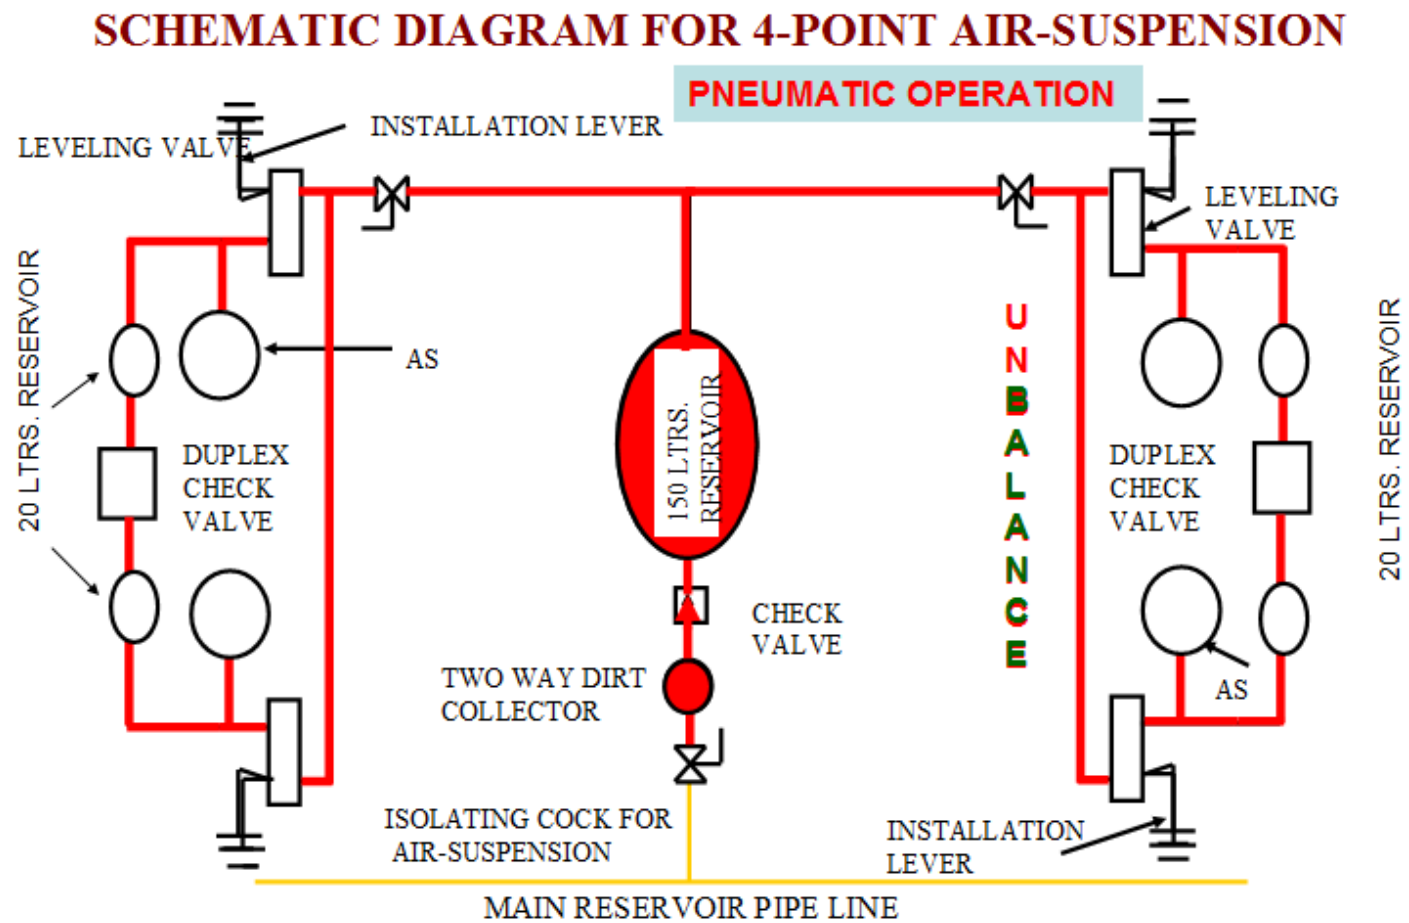 SCHEMATIC DIAGRAM FOR 4-POINT AIR-SUSPENSION
PNEUMATIC OPERATION
INSTALLATION LEVER
LEVELING VALVE
LEVELING
VALVE
20 LTRS. RESERVOIR
AS
150 LTRS.
RESERVOIR
UNBALANCE
20 LTRS. RESERVOIR
DUPLEX
CHECK
VALVE
DUPLEX
CHECK
VALVE
CHECK
VALVE
TWO WAY DIRT
COLLECTOR
AS
ISOLATING COCK FOR
AIR-SUSPENSION
INSTALLATION
LEVER
MAIN RESERVOIR PIPE LINE